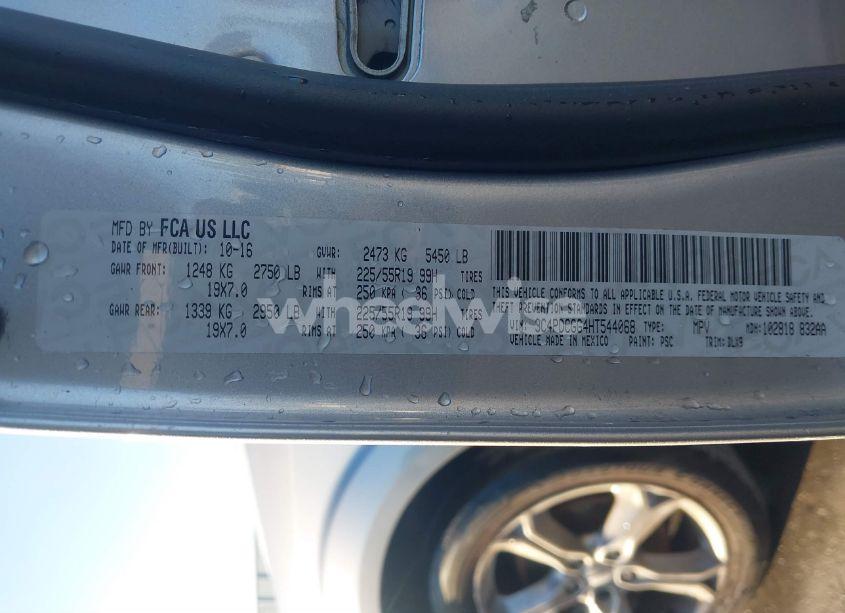 MFD BY FCA US LLC
DATE OF MFR(BUILT): 10-16 GVWR: 2473 KG 5450 LB
GAWR FRONT: 1248 KG 2750 LB WITH 225/55R19 99H TIRES
19X7.0 RIMS AT 250 KPA ( 36 PSI) COLD
GAWR REAR: 1339 KG 2950 LB WITH 225/55R19 99H TIRES
19X7.0 RIMS AT 250 KPA ( 36 PSI) COLD
THIS VEHICLE CONFORMS TO ALL APPLICABLE U.S.A. FEDERAL MOTOR VEHICLE SAFETY AND
THEFT PREVENTION STANDARDS IN EFFECT ON THE DATE OF MANUFACTURE SHOWN ABOVE.
TYPE: MPV MDH: 102818 832AA
VEHICLE MADE IN MEXICO PAINT: PSC TRIM: DLX9